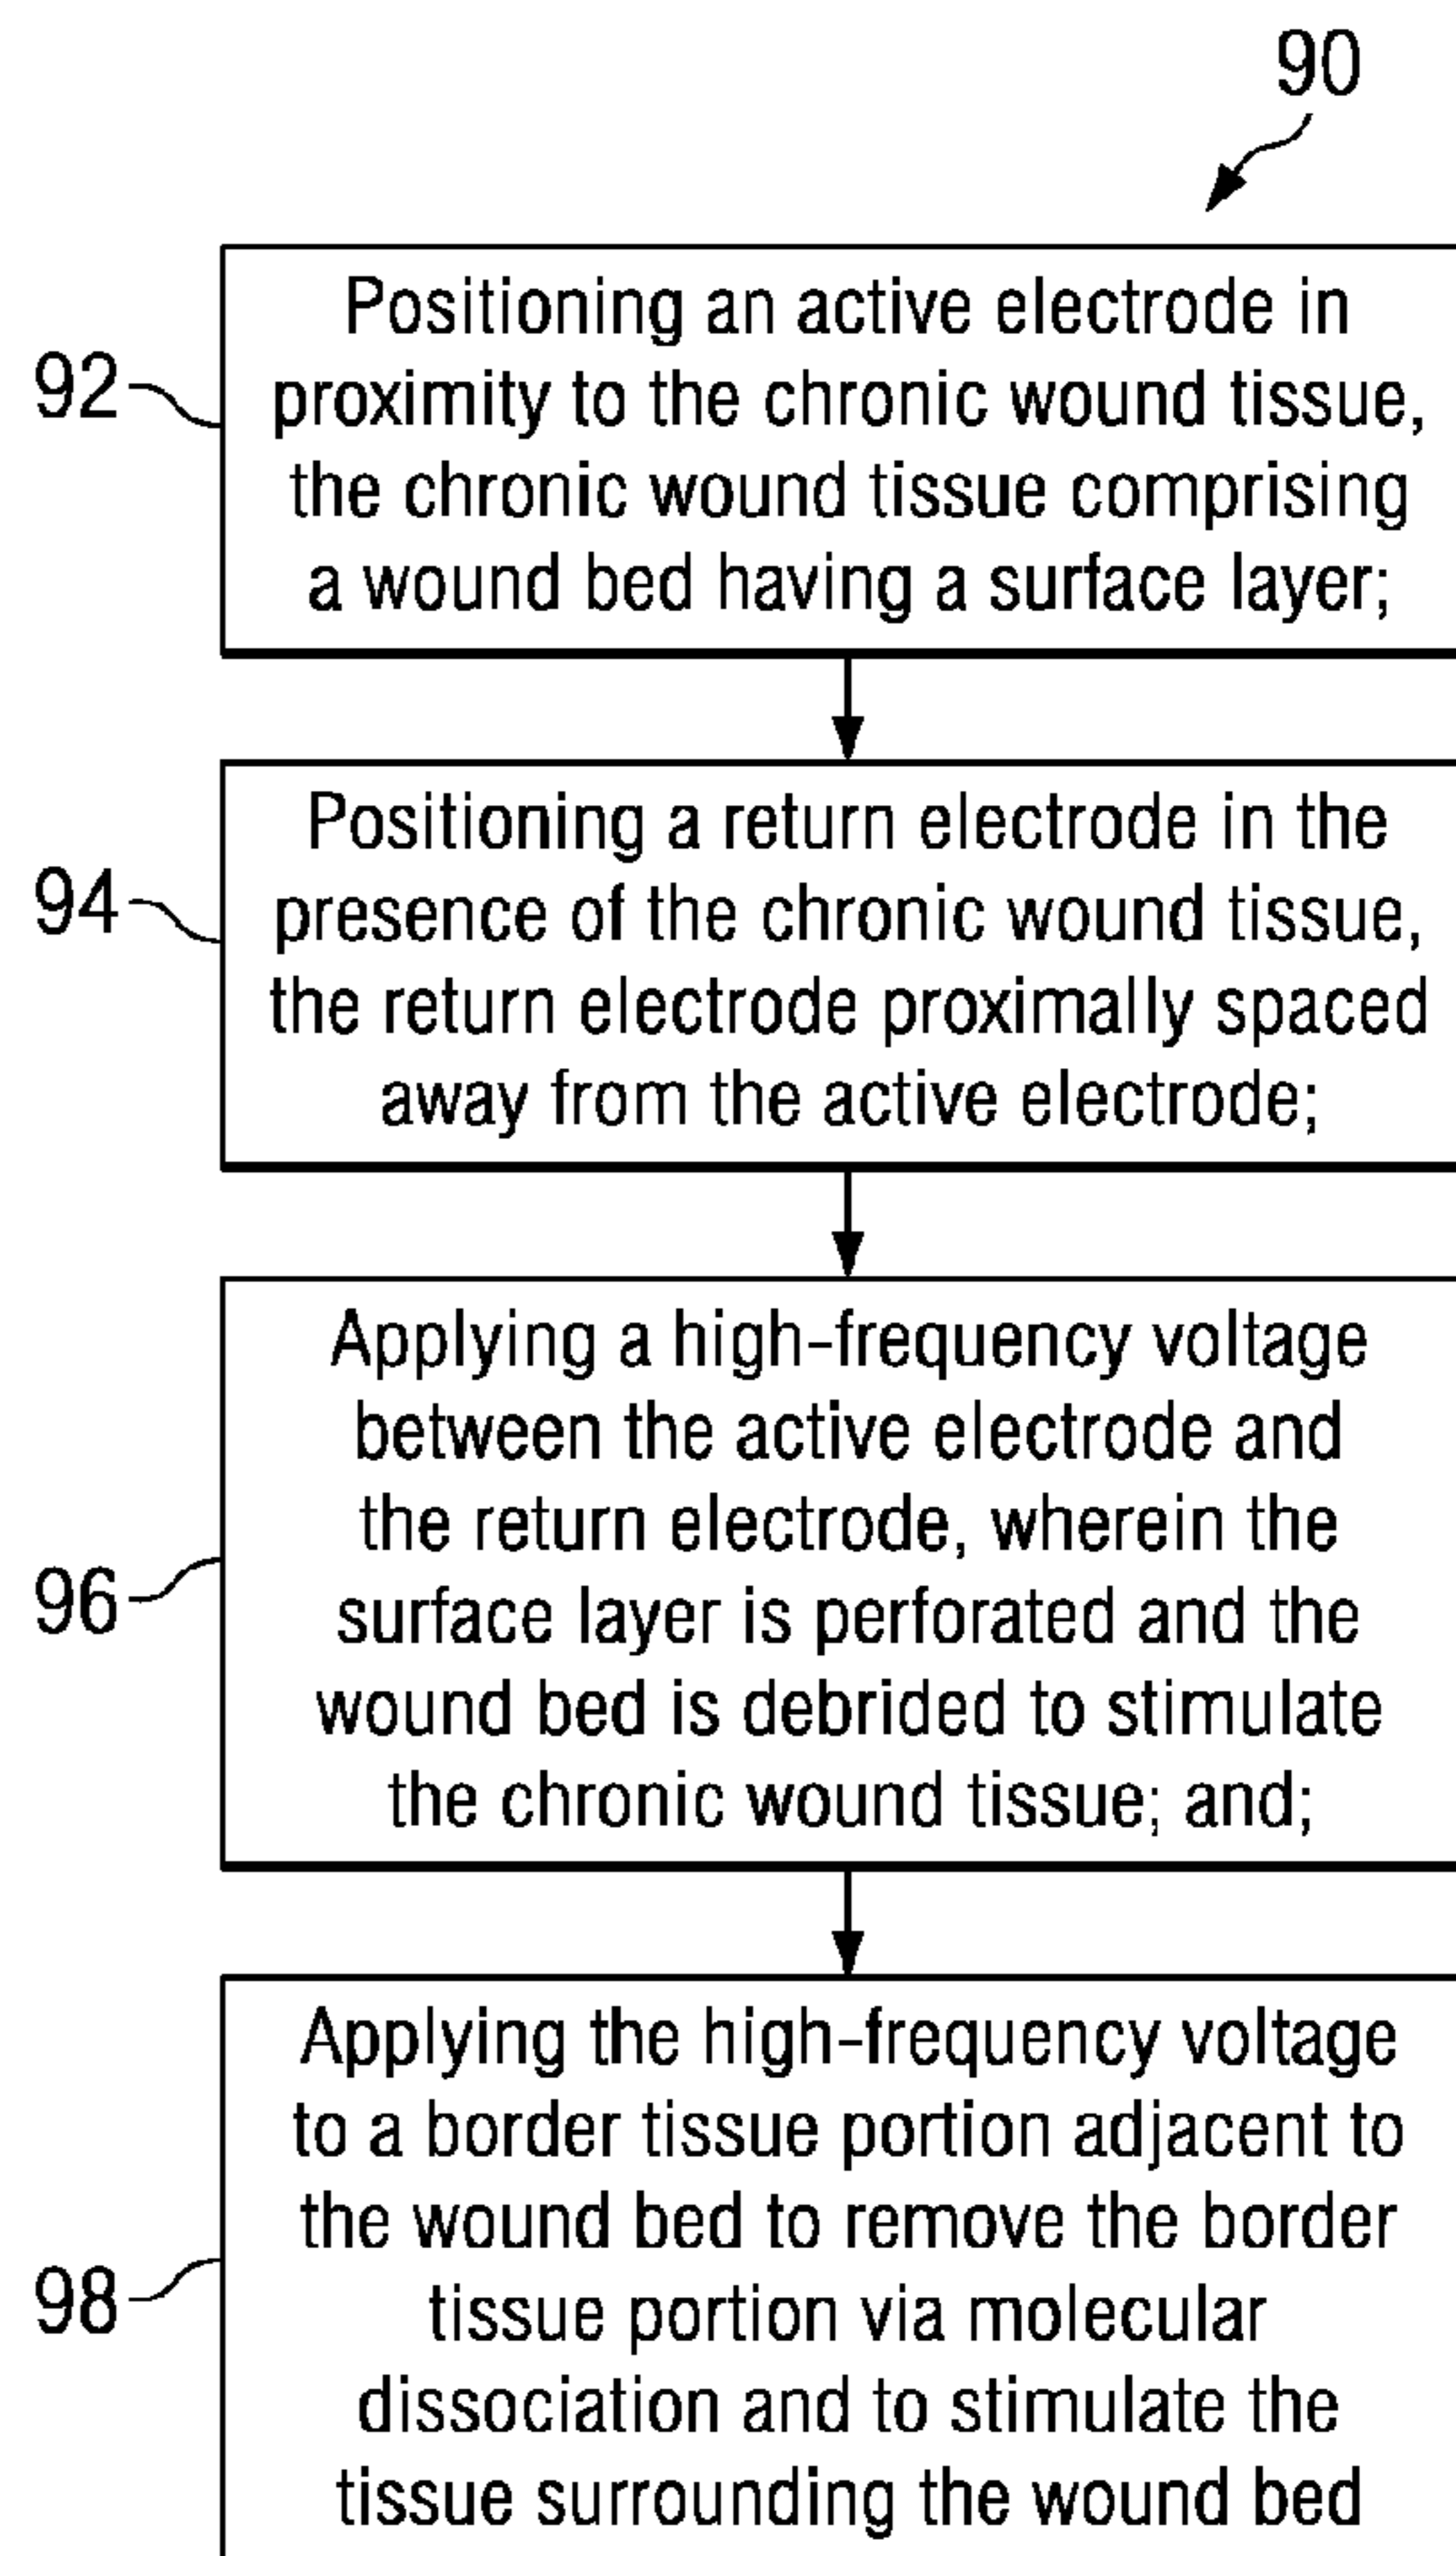 90
92
Positioning an active electrode in
proximity to the chronic wound tissue,
the chronic wound tissue comprising
a wound bed having a surface layer;
94
Positioning a return electrode in the
presence of the chronic wound tissue,
the return electrode proximally spaced
away from the active electrode;
96
Applying a high-frequency voltage
between the active electrode and
the return electrode, wherein the
surface layer is perforated and the
wound bed is debrided to stimulate
the chronic wound tissue; and;
98
Applying the high-frequency voltage
to a border tissue portion adjacent to
the wound bed to remove the border
tissue portion via molecular
dissociation and to stimulate the
tissue surrounding the wound bed